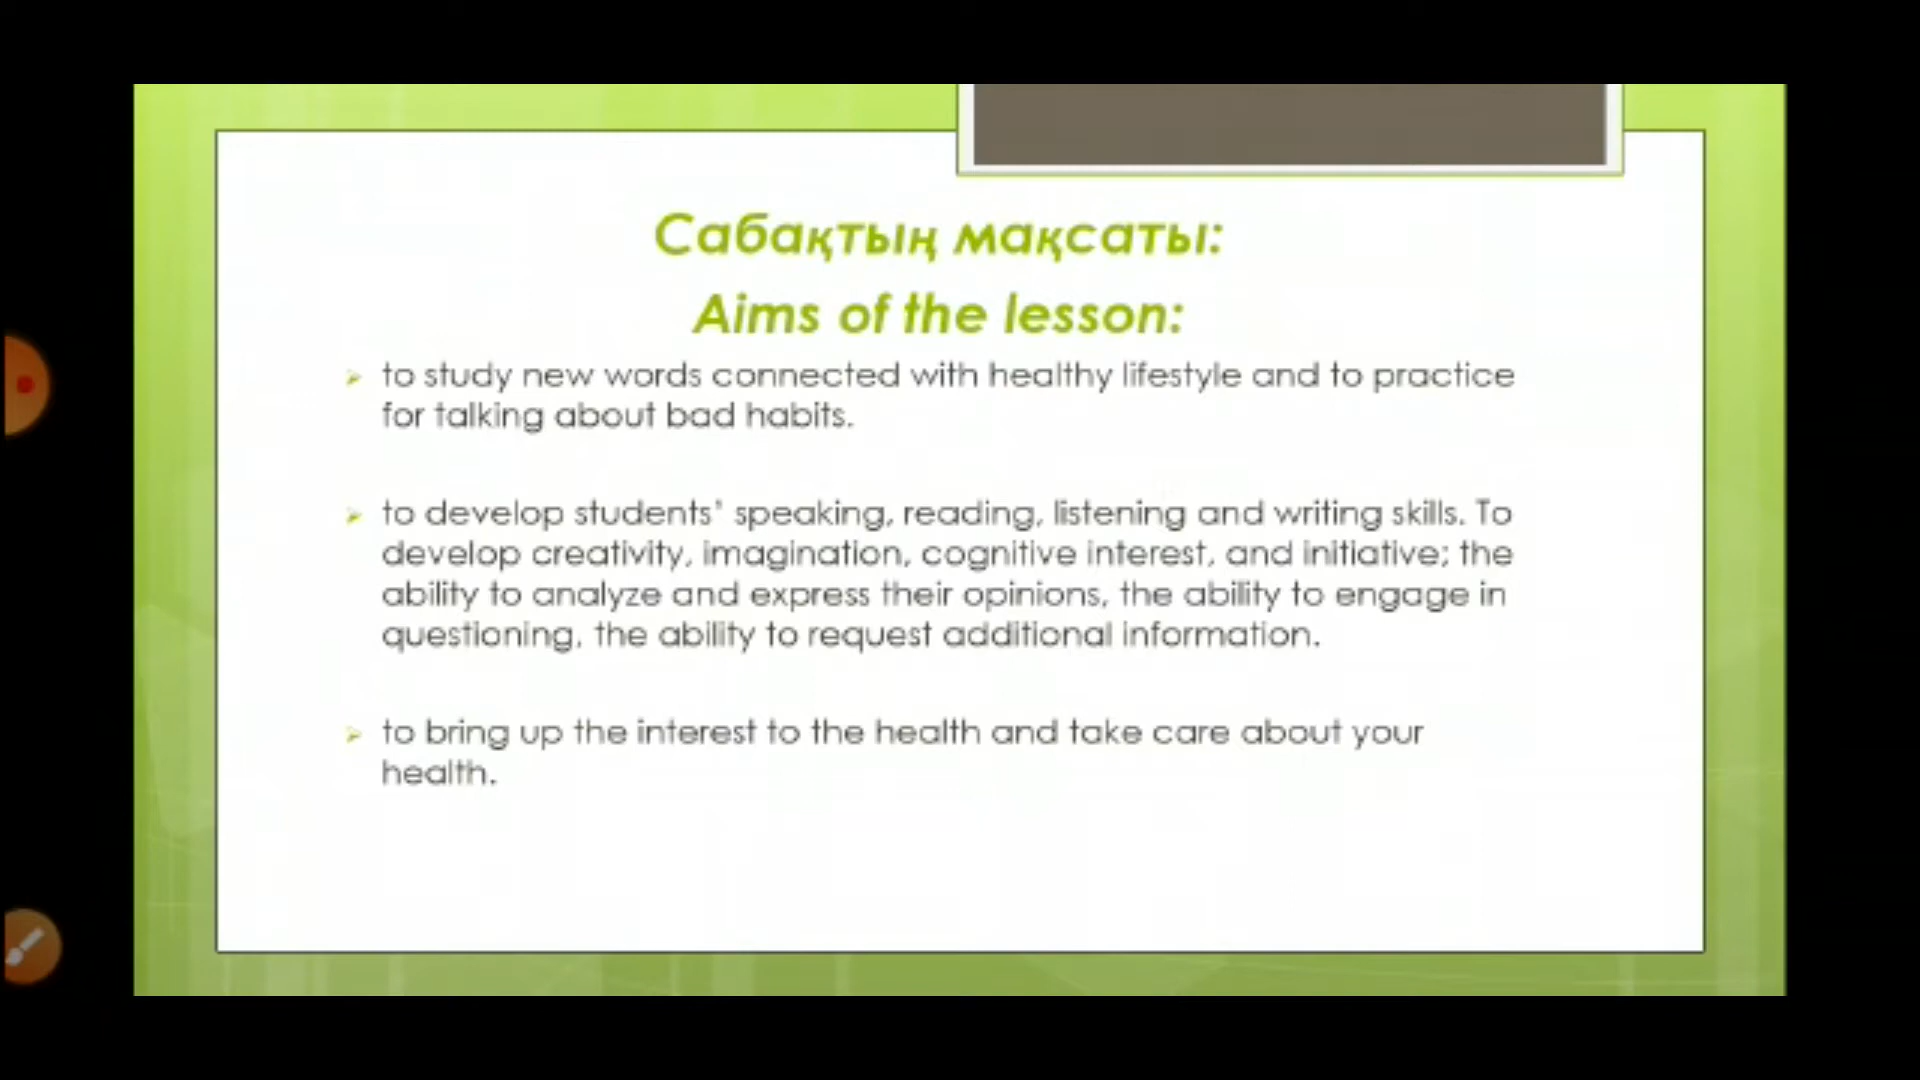 Сабақтың мақсаты:
Aims of the lesson:
to study new words connected with healthy lifestyle and to practice
for talking about bad habits.
to develop students' speaking, reading, listening and writing skills. To
develop creativity, imagination, cognitive interest, and initiative; the
ability to analyze and express their opinions, the ability to engage in
questioning, the ability to request additional information.
to bring up the interest to the health and take care about your
health.